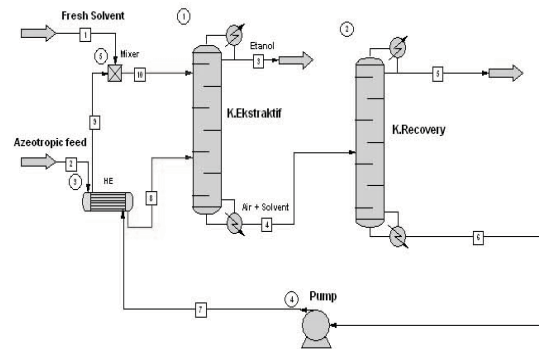 Fresh Solvent
1
Mixer
5
10
9
Azeotropic feed
2
3
HE
8
1
Etanol
3
K.Ekstraktif
Air + Solvent
4
2
5
K.Recovery
6
7
4
Pump